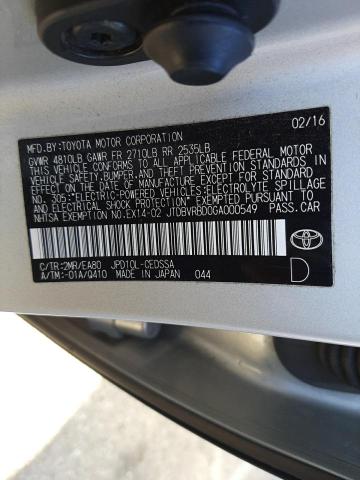 MFD.BY:TOYOTA MOTOR CORPORATION 02/16
GVWR 4810LB GAWR FR 2710LB RR 2535LB
THIS VEHICLE CONFORMS TO ALL APPLICABLE FEDERAL MOTOR
VEHICLE SAFETY, BUMPER, AND THEFT PREVENTION STANDARDS IN
EFFECT ON THE DATE OF MANUFACTURE SHOWN ABOVE EXCEPT FOR STANDARD
NO. 305:"ELECTRIC-POWERED VEHICLES: ELECTROLYTE SPILLAGE
AND ELECTRICAL SHOCK PROTECTION" EXEMPTED PURSUANT TO
NHTSA EXEMPTION NO.EX14-02 JTDBVRBD0GA000549 PASS.CAR
C/TR:2MR/EA80 JPD10L-CEDSSA
A/TM:-01A/Q410 MADE IN JAPAN 044
D